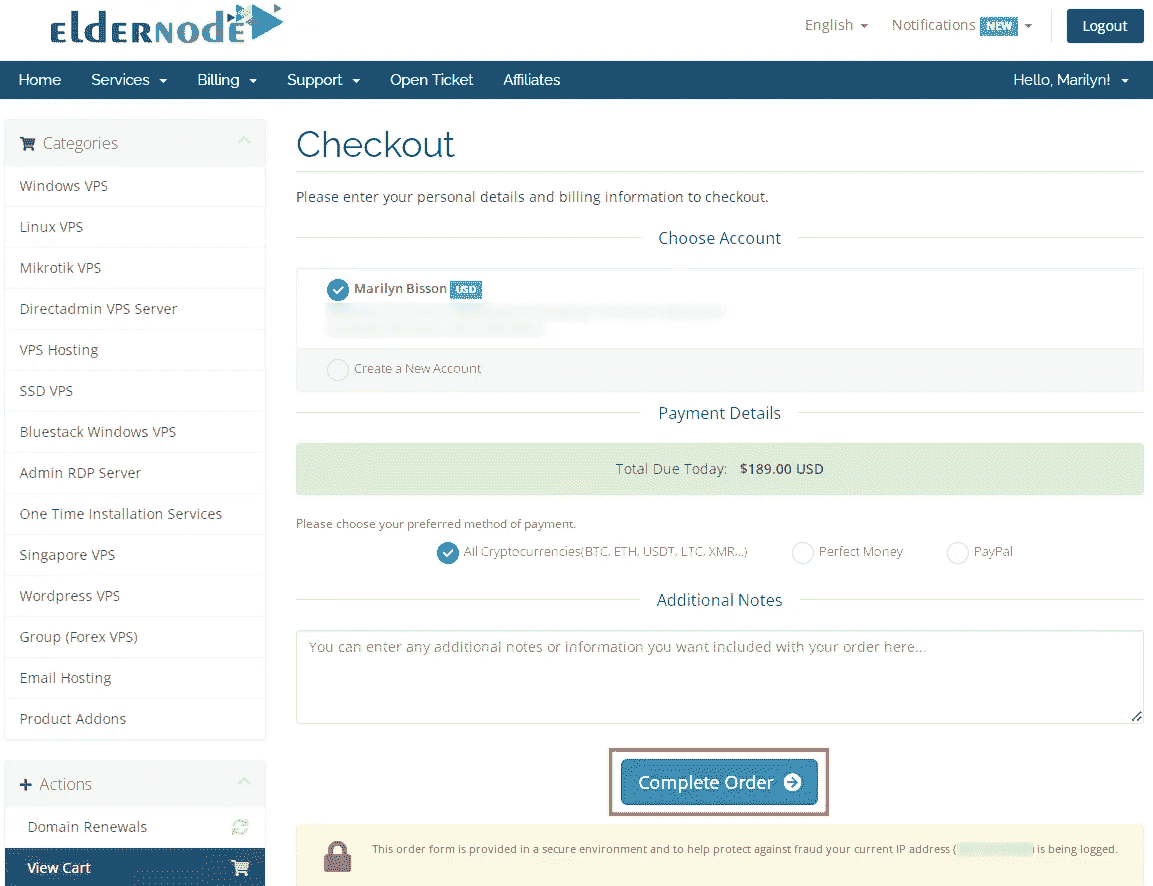 ELDERNODE
English
Notifications NEW
Logout
Home
Services
Billing
Support
Open Ticket
Affiliates
Hello, Marilyn!
Categories
Windows VPS
Linux VPS
Mikrotik VPS
Directadmin VPS Server
VPS Hosting
SSD VPS
Bluestack Windows VPS
Admin RDP Server
One Time Installation Services
Singapore VPS
Wordpress VPS
Group (Forex VPS)
Email Hosting
Product Addons
Actions
Domain Renewals
View Cart
Checkout
Please enter your personal details and billing information to checkout.
Choose Account
Marilyn Bisson USD
Create a New Account
Payment Details
Total Due Today: $189.00 USD
Please choose your preferred method of payment.
All Cryptocurrencies(BTC, ETH, USDT, LTC, XMR,...)
Perfect Money
PayPal
Additional Notes
You can enter any additional notes or information you want included with your order here...
Complete Order
This order form is provided in a secure environment and to help protect against fraud your current IP address ( ) is being logged.